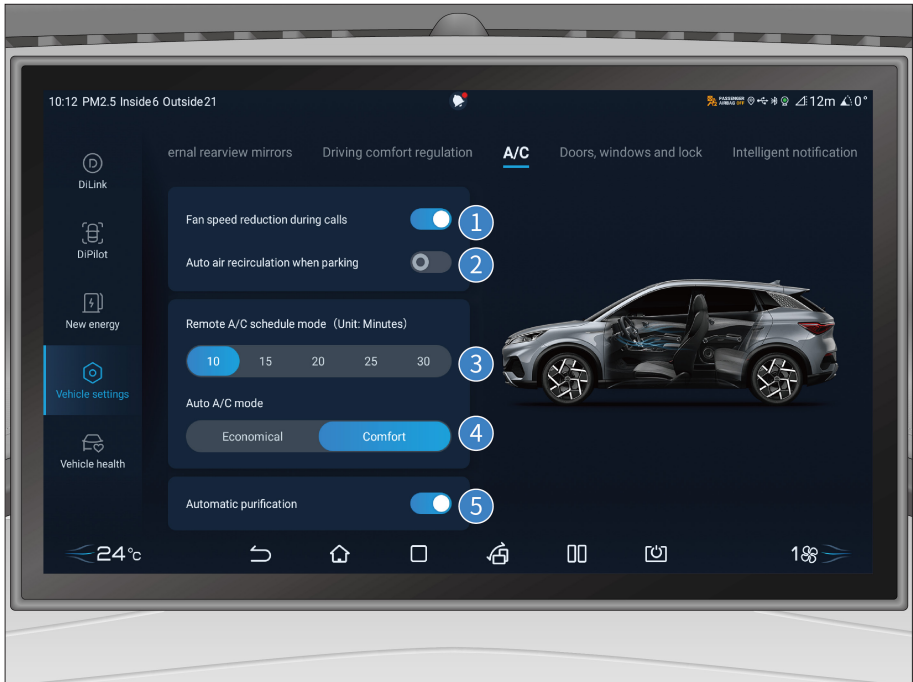 10:12 PM2.5 Inside6 Outside21
PASSENGER
AIRBAG OFF
12m
0°
ernal rearview mirrors
Driving comfort regulation
A/C
Doors, windows and lock
Intelligent notification
DiLink
DiPilot
New energy
Vehicle settings
Vehicle health
Fan speed reduction during calls
1
Auto air recirculation when parking
2
Remote A/C schedule mode（Unit: Minutes）
10 15 20 25 30
3
Auto A/C mode
Economical Comfort
4
Automatic purification
5
24°c
1